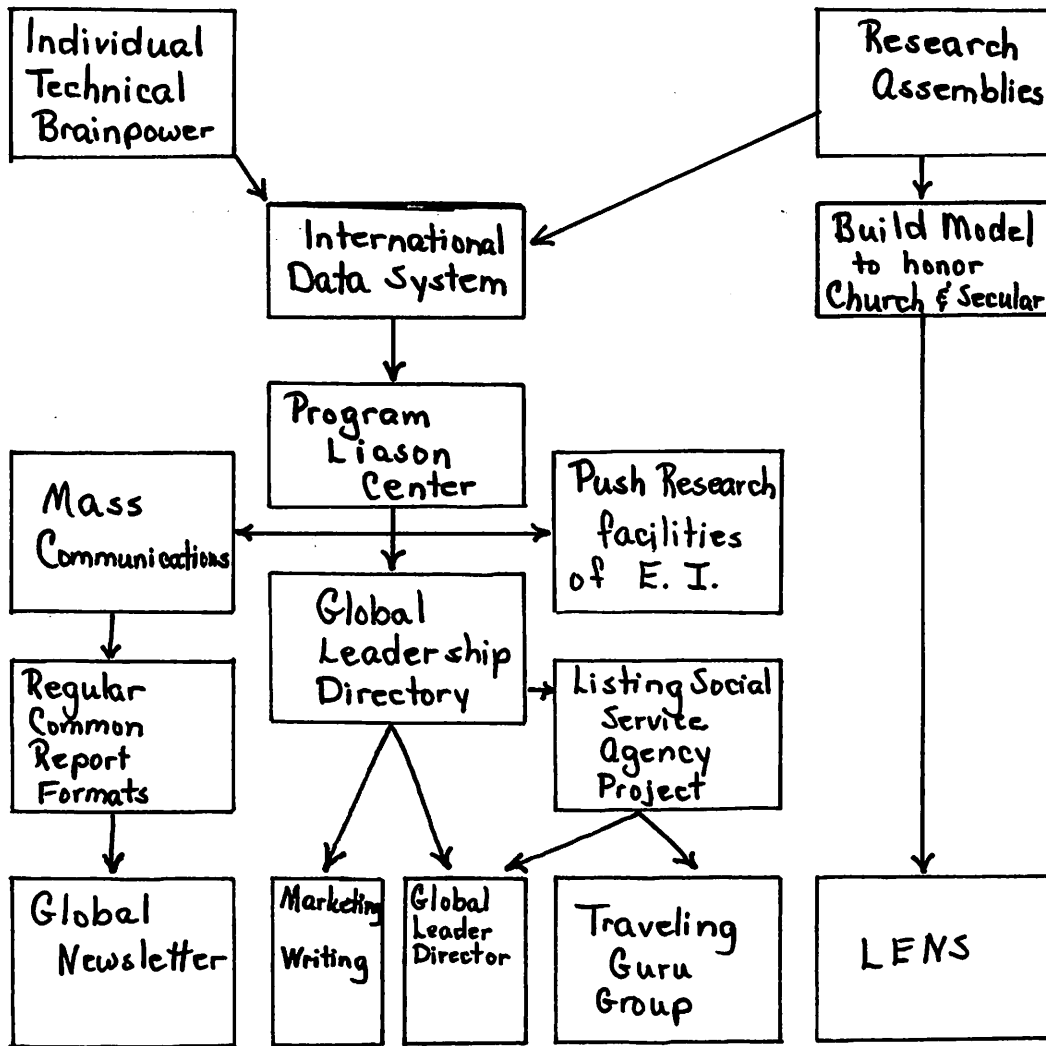 Individual
Technical
Brainpower
Research
Assemblies
International
Data System
Build Model
to honor
Church & Secular
Program
Liason
Center
Mass
Communications
Push Research
facilities
of E. I.
Global
Leadership
Directory
Regular
Common
Report
Formats
Listing Social
Service
Agency
Project
Global
Newsletter
Marketing
Writing
Global
Leader
Director
Traveling
Guru
Group
LENS